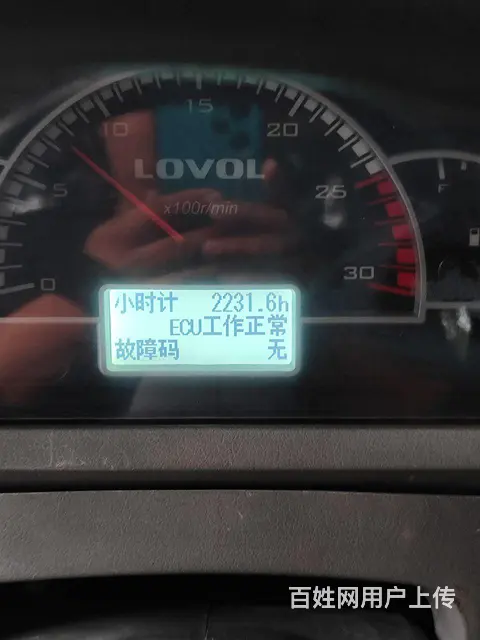 15
10
20
LOVOL
5
25
x100r/min
F
0
30
小时计 2231.6h
ECU工作正常
故障码 无
百姓网用户上传